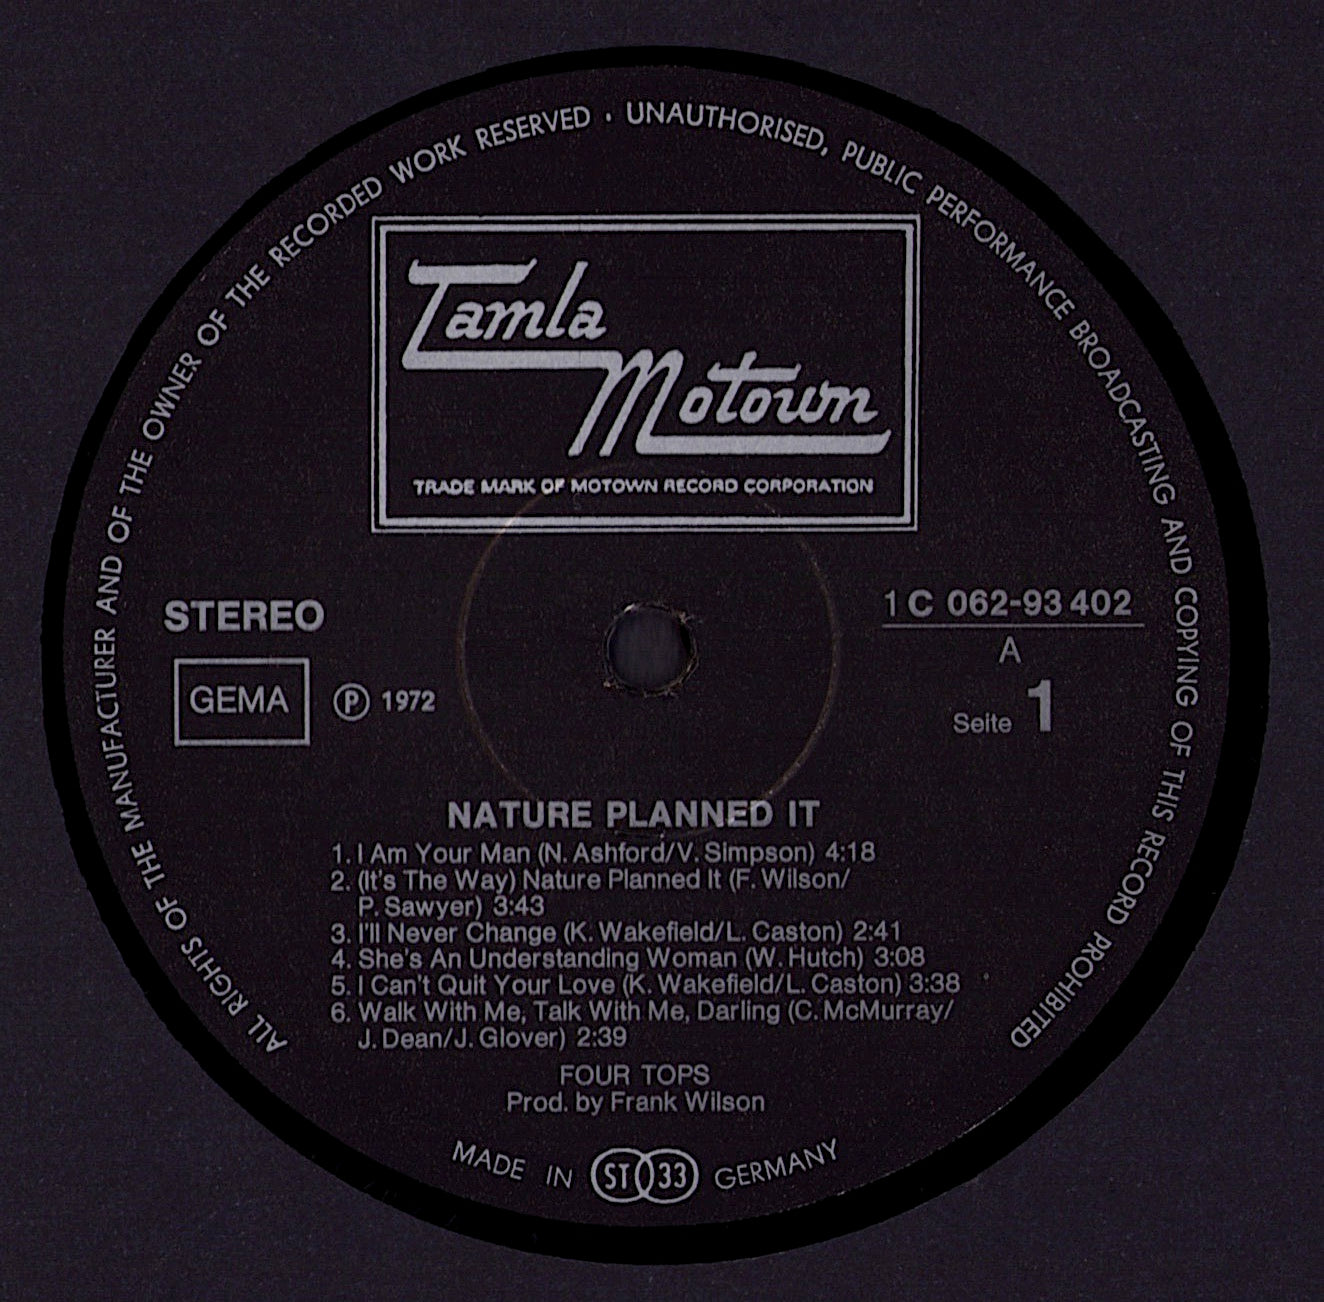 ALL RIGHTS OF THE MANUFACTURER AND OF THE OWNER OF THE RECORDED WORK RESERVED · UNAUTHORISED, PUBLIC PERFORMANCE BROADCASTING AND COPYING OF THIS RECORD PROHIBITED
Tamla
Motown
TRADE MARK OF MOTOWN RECORD CORPORATION
STEREO
GEMA
Ⓟ 1972
1 C 062-93 402
A
Seite 1
NATURE PLANNED IT
1. I Am Your Man (N. Ashford/V. Simpson) 4:18
2. (It's The Way) Nature Planned It (F. Wilson/
P. Sawyer) 3:43
3. I'll Never Change (K. Wakefield/L. Caston) 2:41
4. She's An Understanding Woman (W. Hutch) 3:08
5. I Can't Quit Your Love (K. Wakefield/L. Caston) 3:38
6. Walk With Me, Talk With Me, Darling (C. McMurray/
J. Dean/J. Glover) 2:39
FOUR TOPS
Prod. by Frank Wilson
MADE IN ST 33 GERMANY